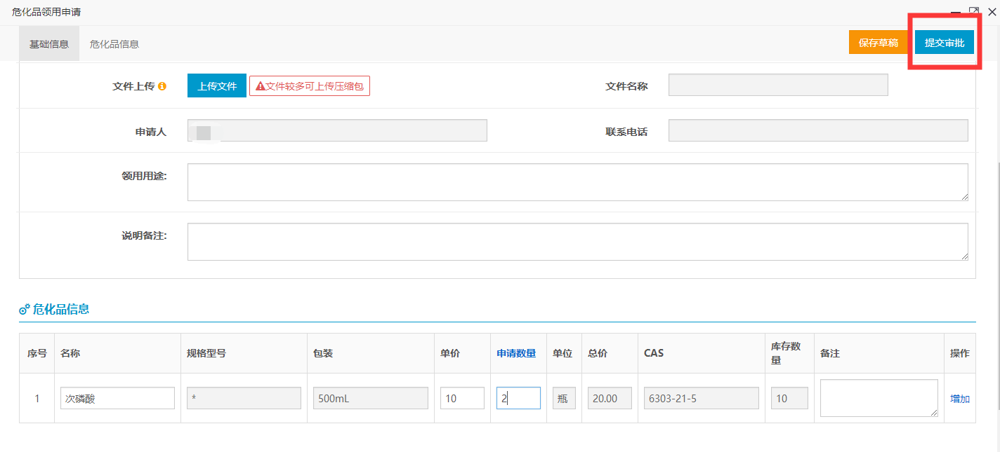 危化品领用申请
基础信息 危化品信息 保存草稿 提交审批
文件上传 上传文件 文件较多可上传压缩包 文件名称
申请人 联系电话
领用用途:
说明备注:
危化品信息
序号 名称 规格型号 包装 单价 申请数量 单位 总价 CAS 库存数量 备注 操作
1 次磷酸 * 500mL 10 2 瓶 20.00 6303-21-5 10 增加